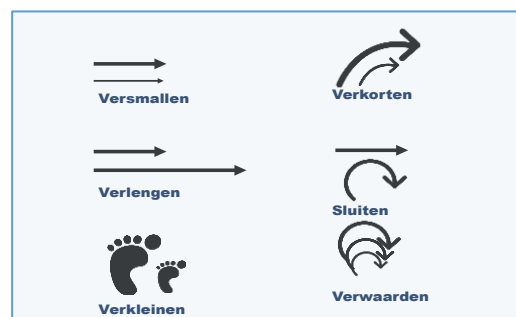 Versmallen
Verkorten
Verlengen
Sluiten
Verkleinen
Verwaarden